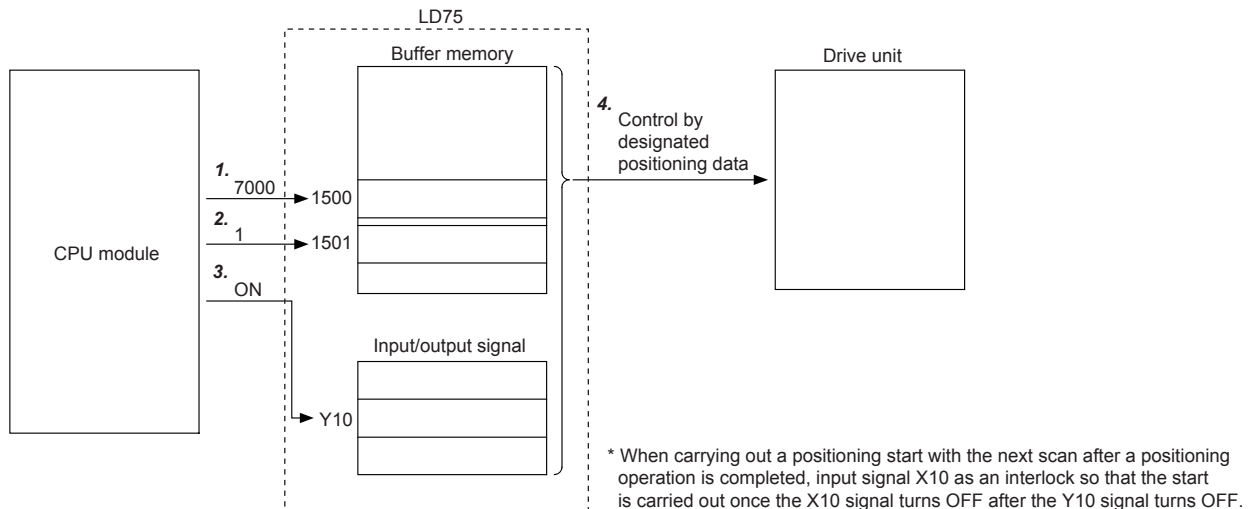 LD75
Buffer memory
Drive unit
4.
Control by
designated
positioning data
1.
7000
1500
2.
1
1501
CPU module
3.
ON
Input/output signal
Y10
* When carrying out a positioning start with the next scan after a positioning
operation is completed, input signal X10 as an interlock so that the start
is carried out once the X10 signal turns OFF after the Y10 signal turns OFF.